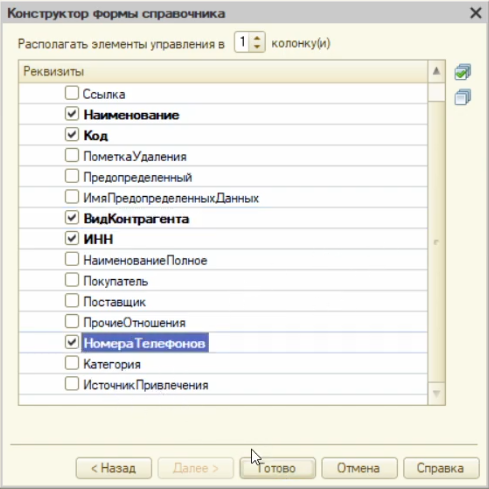 Конструктор формы справочника
Располагать элементы управления в 1 колонку(и)
Реквизиты
Ссылка
Наименование
Код
ПометкаУдаления
Предопределенный
ИмяПредопределенныхДанных
ВидКонтрагента
ИНН
НаименованиеПолное
Покупатель
Поставщик
ПрочиеОтношения
НомераТелефонов
Категория
ИсточникПривлечения
< Назад Далее > Готово Отмена Справка